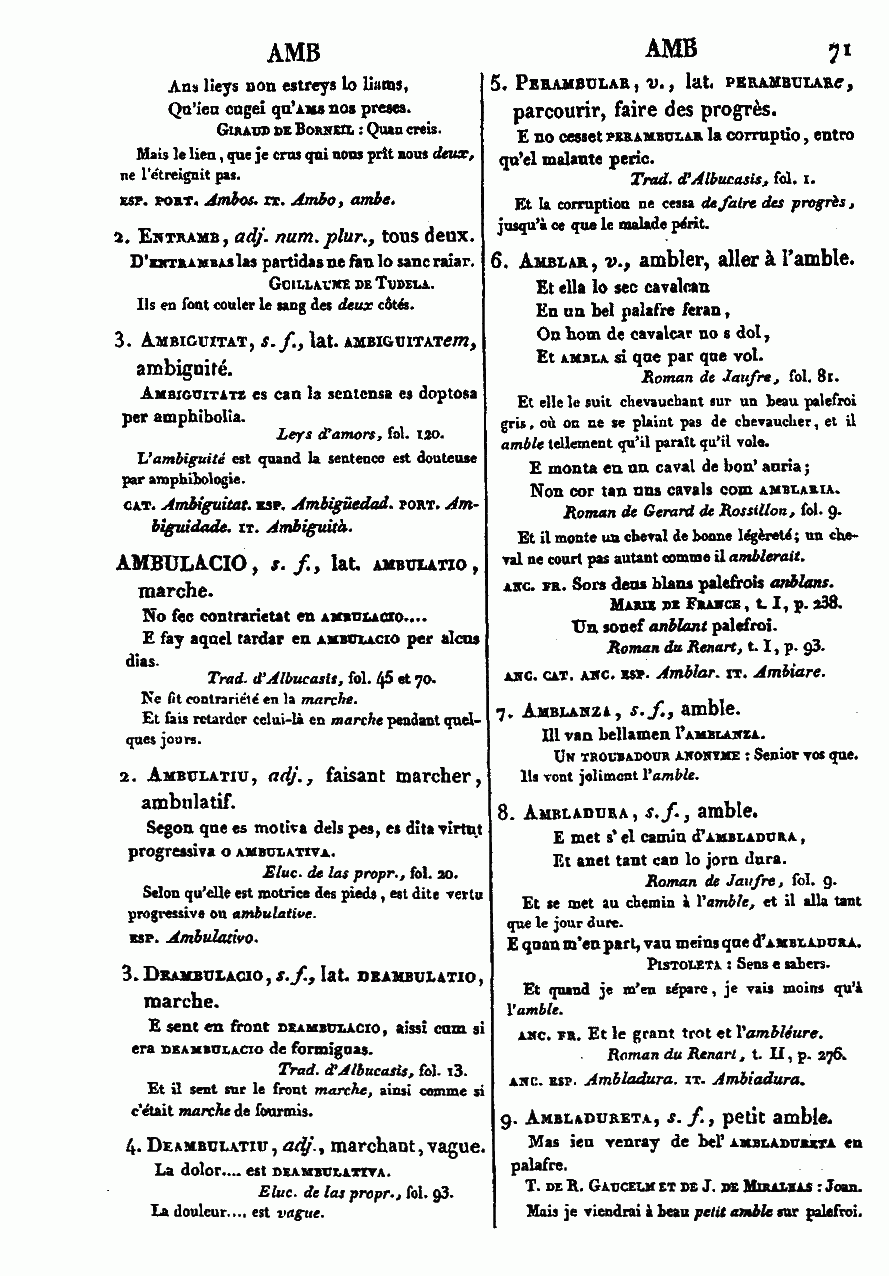 AMB
AMB 71
Ans lieys non estreys lo liams,
Qu'ieu cugei qu'AMS nos preses.
GIRAUD DE BORNEIL : Quan creis.
Mais le lien, que je crus qui nous prît nous deux,
ne l'étreignit pas.
ESP. PORT. Ambos. IT. Ambo, ambe.
2. ENTRAMB, adj. num. plur., tous deux.
D'ENTRAMBAS las partidas ne fan lo sanc raiar.
GUILLAUME DE TUDELA.
Ils en font couler le sang des deux côtés.
3. AMBIGUITAT, s. f., lat. AMBIGUITATem,
ambiguité.
AMBIGUITATZ es can la sentensa es doptosa
per amphibolia.
Leys d'amors, fol. 120.
L'ambiguité est quand la sentence est douteuse
par amphibologie.
CAT. Ambiguitat. ESP. Ambigüedad. PORT. Am-
biguidade. IT. Ambiguità.
AMBULACIO, s. f., lat. AMBULATIO,
marche.
No fec contrarietat en AMBULACIO....
E fay aquel tardar en AMBULACIO per alcus
dias.
Trad. d'Albucasis, fol. 45 et 70.
Ne fit contrariété en la marche.
Et fais retarder celui-là en marche pendant quel-
ques jours.
2. AMBULATIU, adj., faisant marcher,
ambulatif.
Segon que es motiva dels pes, es dita virtut
progressiva o AMBULATIVA.
Eluc. de las propr., fol. 20.
Selon qu'elle est motrice des pieds, est dite vertu
progressive ou ambulative.
ESP. Ambulativo.
3. DEAMBULACIO, s. f., lat. DEAMBULATIO,
marche.
E sent en front DEAMBULACIO, aissi cum si
era DEAMBULACIO de formiguas.
Trad. d'Albucasis, fol. 13.
Et il sent sur le front marche, ainsi comme si
c'était marche de fourmis.
4. DEAMBULATIU, adj., marchant, vague.
La dolor.... est DEAMBULATIVA.
Eluc. de las propr., fol. 93.
La douleur.... est vague.
5. PERAMBULAR, v., lat. PERAMBULARe,
parcourir, faire des progrès.
E no cesset PERAMBULAR la corruptio, entro
qu'el malaute peric.
Trad. d'Albucasis, fol. 1.
Et la corruption ne cessa de faire des progrès,
jusqu'à ce que le malade périt.
6. AMBLAR, v., ambler, aller à l'amble.
Et ella lo sec cavalcan
En un bel palafre feran,
On hom de cavalcar no s dol,
Et AMBLA si que par que vol.
Roman de Jaufre, fol. 81.
Et elle le suit chevauchant sur un beau palefroi
gris, où on ne se plaint pas de chevaucher, et il
amble tellement qu'il paraît qu'il vole.
E monta en un caval de bon' auria;
Non cor tan uns cavals com AMBLARIA.
Roman de Gerard de Rossillon, fol. 9.
Et il monte un cheval de bonne légèreté; un che-
val ne court pas autant comme il amblerait.
ANC. FR. Sors deus blans palefrois anblans.
MARIE DE FRANCE, t. I, p. 238.
Un souef anblant palefroi.
Roman du Renart, t. I, p. 93.
ANC. CAT. ANC. ESP. Amblar. IT. Ambiare.
7. AMBLANZA, s. f., amble.
Ill van bellamen l'AMBLANZA.
UN TROUBADOUR ANONYME : Senior vos que.
Ils vont joliment l'amble.
8. AMBLADURA, s. f., amble.
E met s' el camin d'AMBLADURA,
Et anet tant can lo jorn dura.
Roman de Jaufre, fol. 9.
Et se met au chemin à l'amble, et il alla tant
que le jour dure.
E quan m'en part, vau meins que d'AMBLADURA.
PISTOLETA : Sens e sabers.
Et quand je m'en sépare, je vais moins qu'à
l'amble.
ANC. FR. Et le grant trot et l'ambléure.
Roman du Renart, t. II, p. 276.
ANC. ESP. Ambladura. IT. Ambiadura.
9. AMBLADURETA, s. f., petit amble.
Mas ieu venray de bel' AMBLADURETA en
palafre.
T. DE R. GAUCELM ET DE J. DE MIRALHAS : Joan.
Mais je viendrai à beau petit amble sur palefroi.